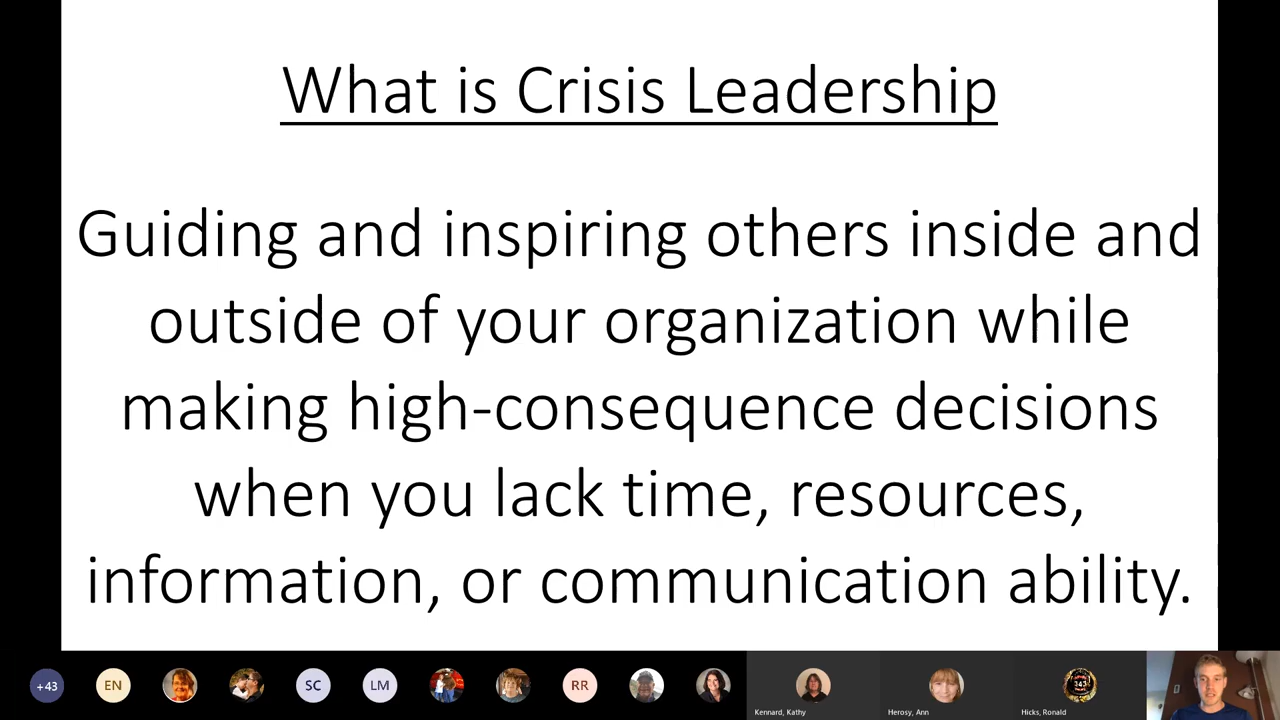 What is Crisis Leadership
Guiding and inspiring others inside and
outside of your organization while
making high-consequence decisions
when you lack time, resources,
information, or communication ability.
+43
EN
SC
LM
RR
Kennard, Kathy
Herosy, Ann
343
Hicks, Ronald